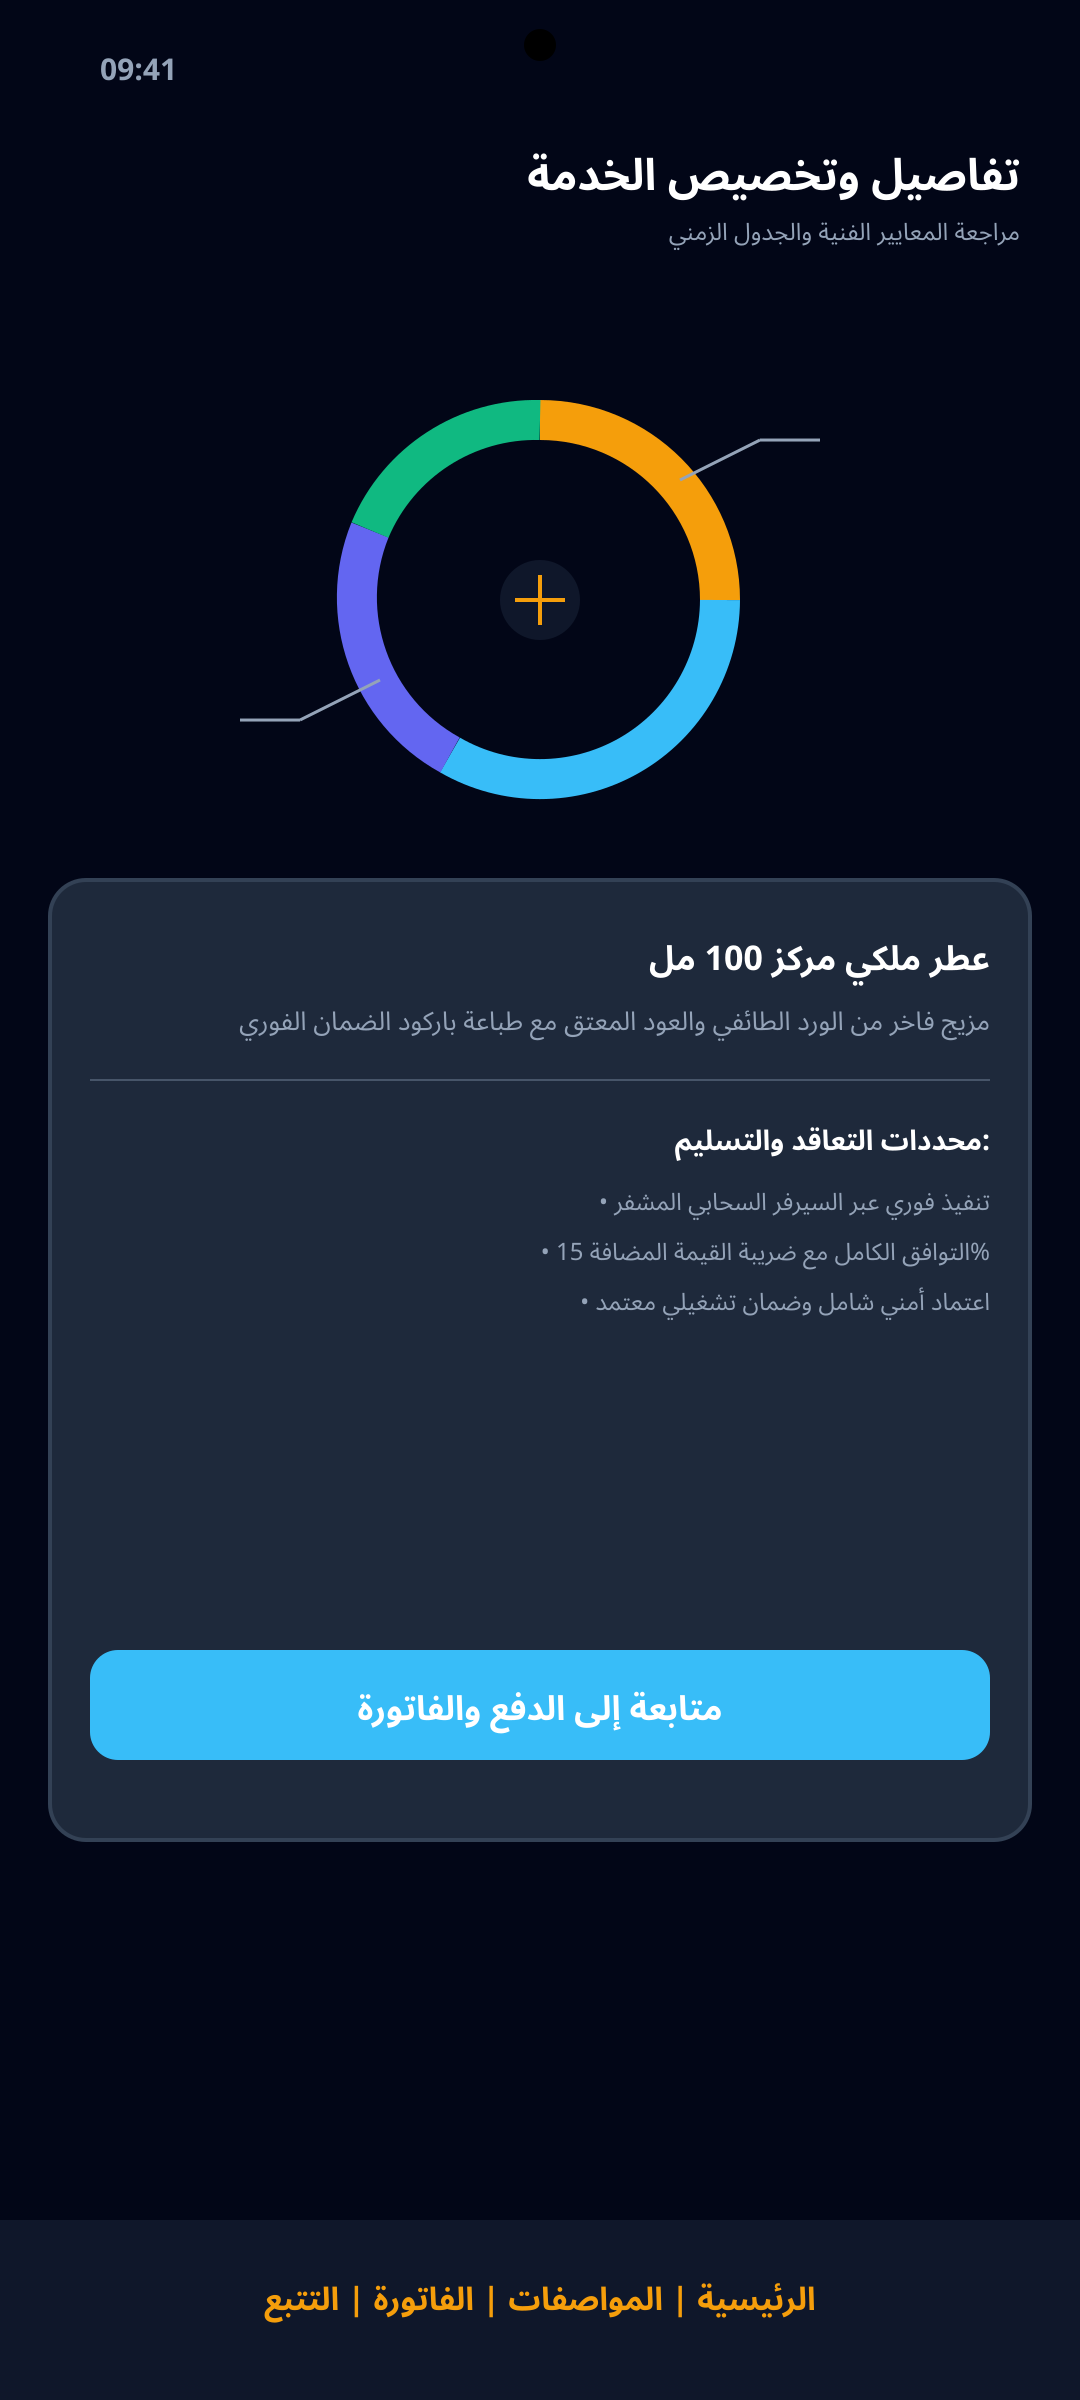 09:41
تفاصيل وتخصيص الخدمة
مراجعة المعايير الفنية والجدول الزمني
عطر ملكي مركز 100 مل
مزيج فاخر من الورد الطائفي والعود المعتق مع طباعة باركود الضمان الفوري
محددات التعاقد والتسليم:
• تنفيذ فوري عبر السيرفر السحابي المشفر
• التوافق الكامل مع ضريبة القيمة المضافة 15%
• اعتماد أمني شامل وضمان تشغيلي معتمد
متابعة إلى الدفع والفاتورة
الرئيسية | المواصفات | الفاتورة | التتبع